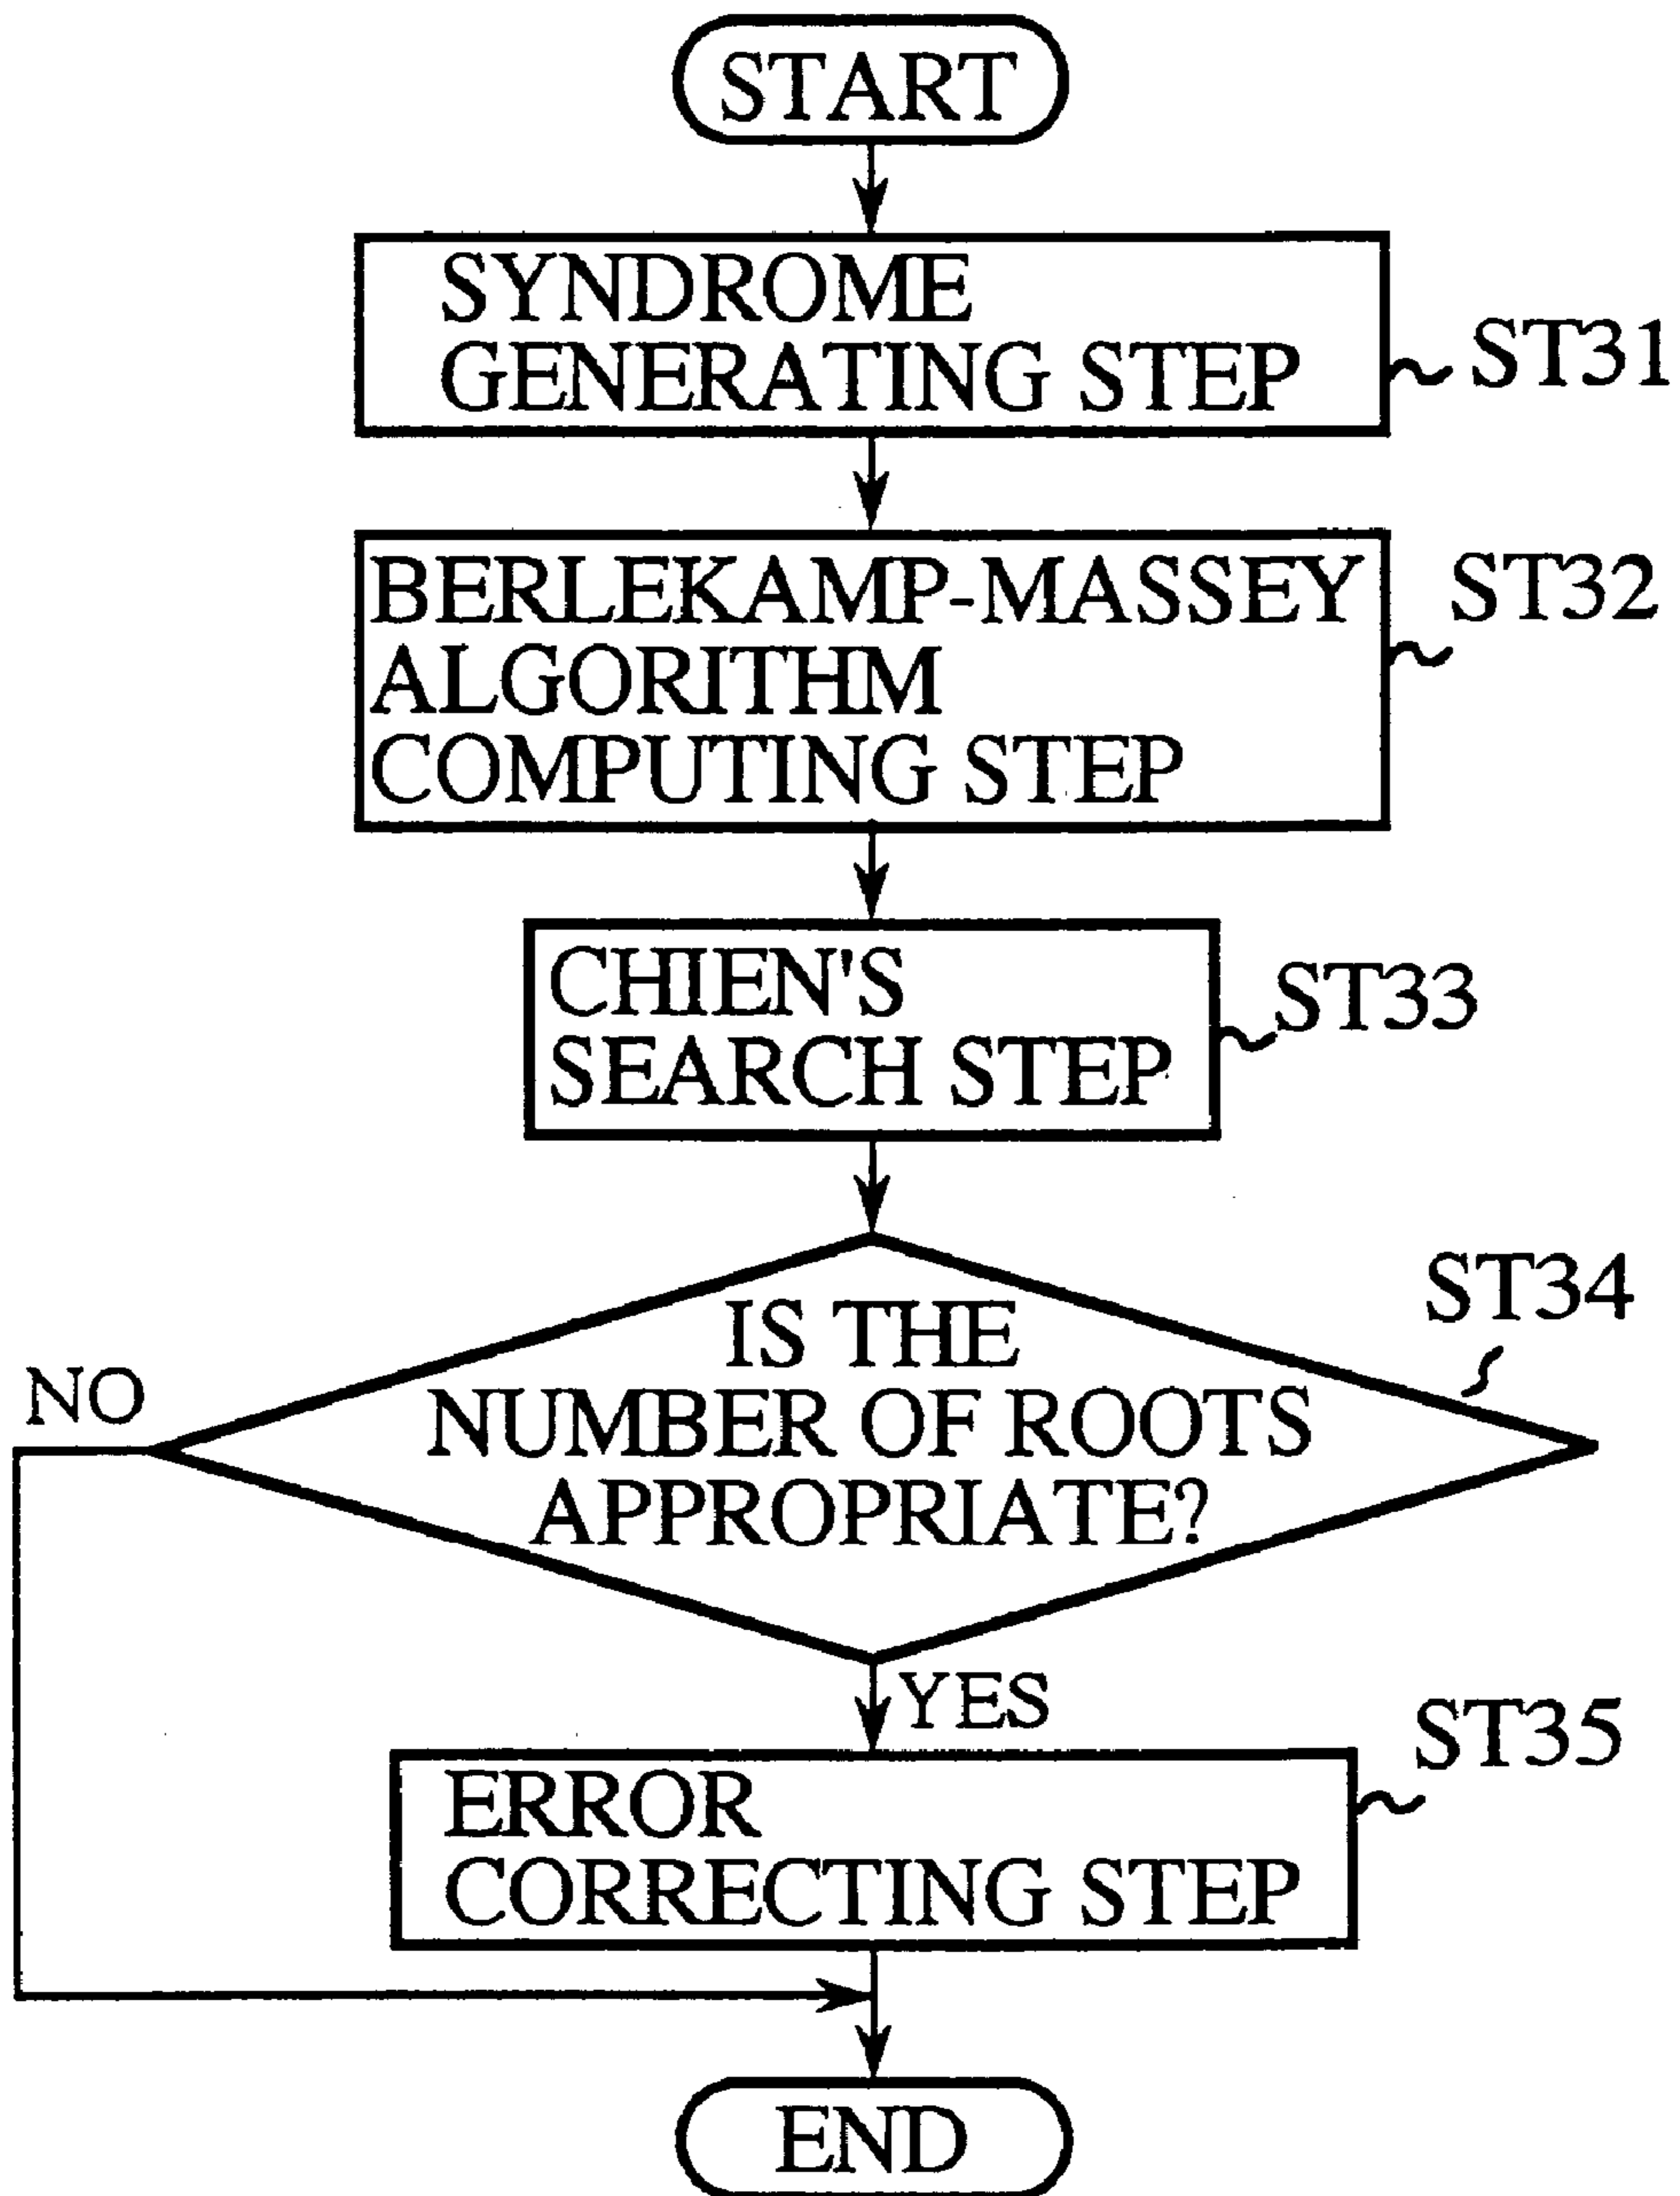 START
SYNDROME
GENERATING STEP
ST31
BERLEKAMP-MASSEY
ALGORITHM
COMPUTING STEP
ST32
CHIEN'S
SEARCH STEP
ST33
IS THE
NUMBER OF ROOTS
APPROPRIATE?
ST34
NO
YES
ERROR
CORRECTING STEP
ST35
END